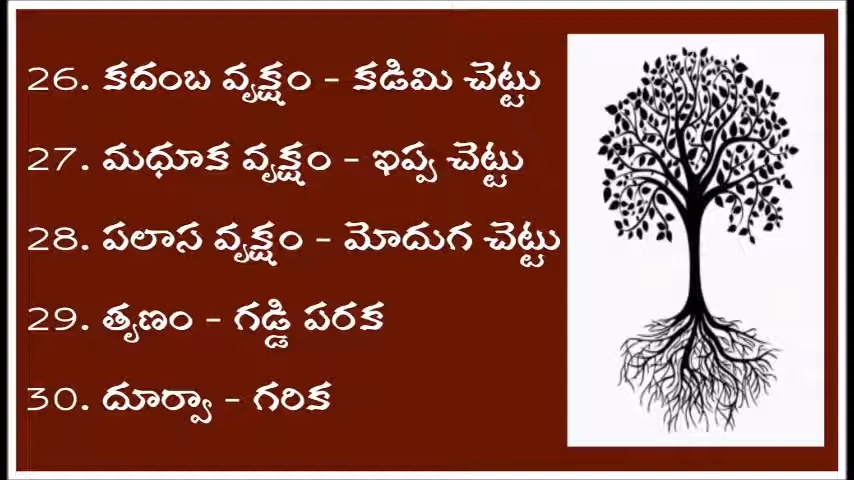 26. కదంబ వృక్షం - కడిమి చెట్టు
27. మధూక వృక్షం - ఇప్ప చెట్టు
28. పలాస వృక్షం - మోదుగ చెట్టు
29. తృణం - గడ్డి పరక
30. దూర్వా - గరిక